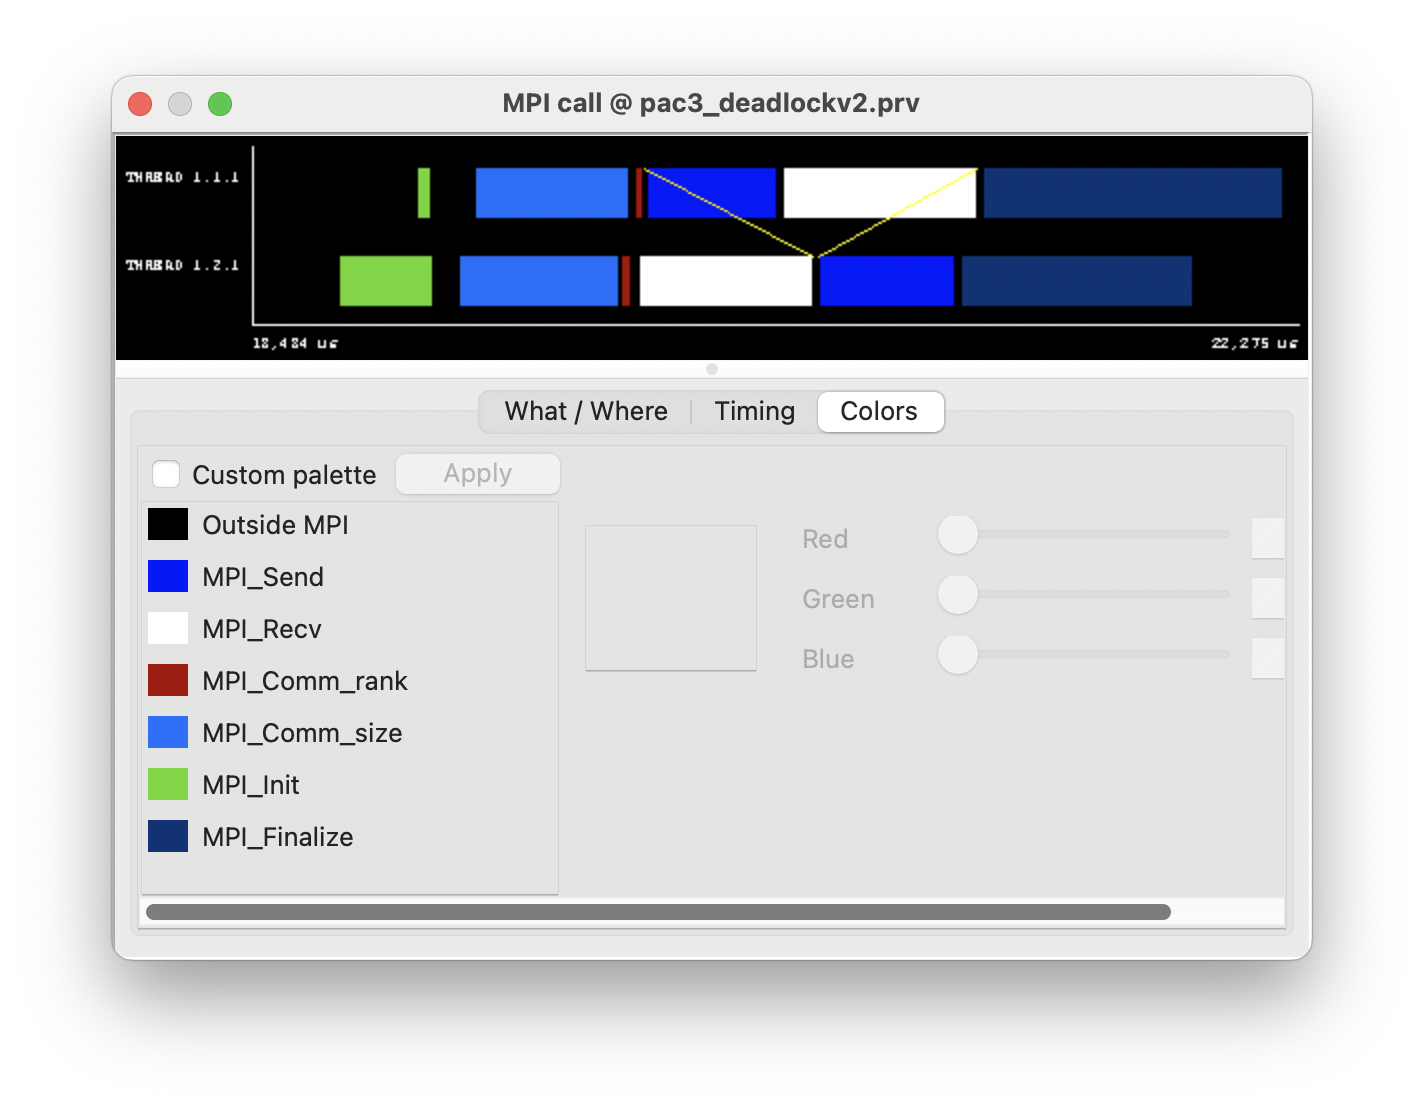 MPI call @ pac3_deadlockv2.prv
THREAD 1.1.1
THREAD 1.2.1
18,484 us
22,275 us
What / Where
Timing
Colors
Custom palette
Apply
Outside MPI
MPI_Send
MPI_Recv
MPI_Comm_rank
MPI_Comm_size
MPI_Init
MPI_Finalize
Red
Green
Blue